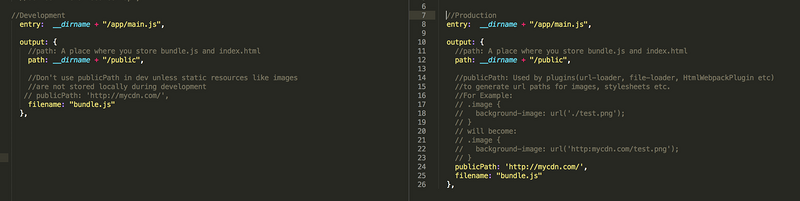 //Development
entry:  __dirname + "/app/main.js",
output: {
//path: A place where you store bundle.js and index.html
path: __dirname + "/public",
//Don't use publicPath in dev unless static resources like images
//are not stored locally during development
// publicPath: 'http://mycdn.com/',
filename: "bundle.js"
},
6
7 //Production
8 entry:  __dirname + "/app/main.js",
9
10 output: {
11 //path: A place where you store bundle.js and index.html
12 path: __dirname + "/public",
13
14 //publicPath: Used by plugins(url-loader, file-loader, HtmlWebpackPlugin etc)
15 //to generate url paths for images, stylesheets etc.
16 //For Example:
17 // .image {
18 //   background-image: url('./test.png');
19 // }
20 // will become:
21 // .image {
22 //   background-image: url('http:mycdn.com/test.png');
23 // }
24 publicPath: 'http://mycdn.com/',
25 filename: "bundle.js"
26 },